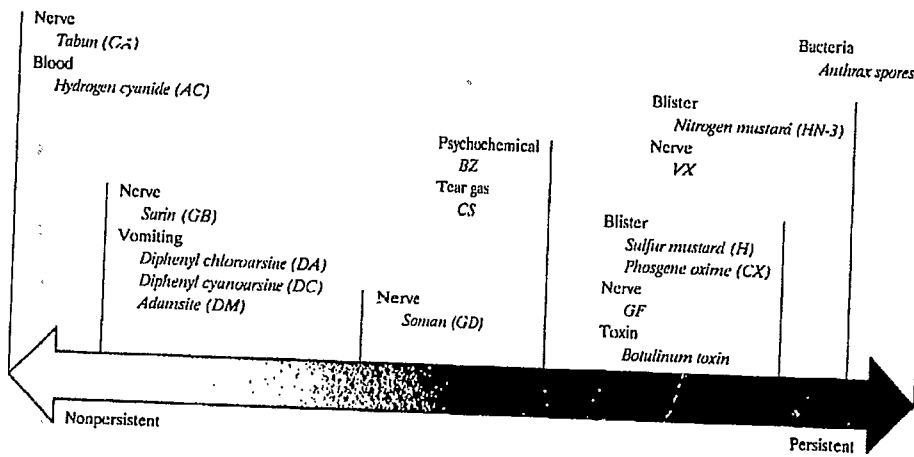 Nerve
Tabun (GA)
Blood
Hydrogen cyanide (AC)
Bacteria
Anthrax spores
Blister
Nitrogen mustard (HN-3)
Nerve
VX
Psychochemical
BZ
Tear gas
CS
Nerve
Sarin (GB)
Vomiting
Diphenyl chloroarsine (DA)
Diphenyl cyanoarsine (DC)
Adamsite (DM)
Blister
Sulfur mustard (H)
Phosgene oxime (CX)
Nerve
GF
Toxin
Botulinum toxin
Nerve
Soman (GD)
Nonpersistent
Persistent